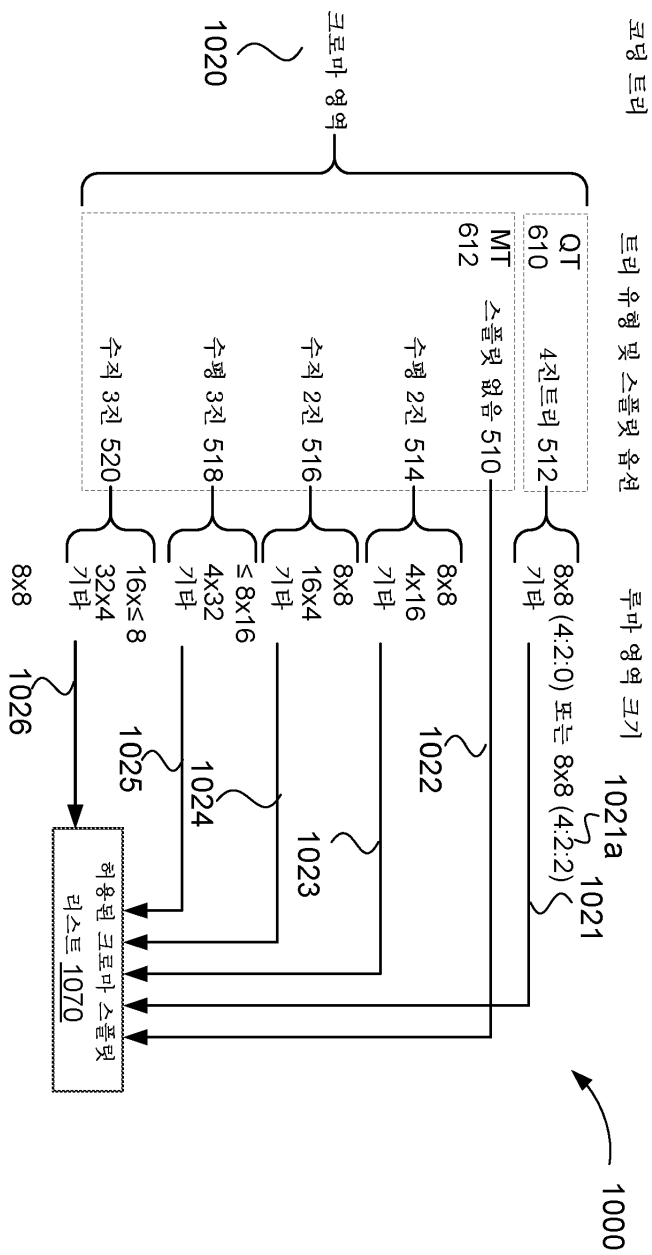 코딩 트리
트리 유형 및 스플릿 옵션
루마 영역 크기
1000
크로마 영역
1020
QT
610
4진트리 512
8x8 (4:2:0) 또는 8x8 (4:2:2)
기타
1021a
1021
MT
612
스플릿 없음 510
1022
수평 2진 514
8x8
4x16
기타
1023
수직 2진 516
8x8
16x4
기타
1024
수평 3진 518
≤ 8x16
4x32
기타
1025
수직 3진 520
16x≤ 8
32x4
기타
1026
8x8
허용된 크로마 스플릿
리스트 1070